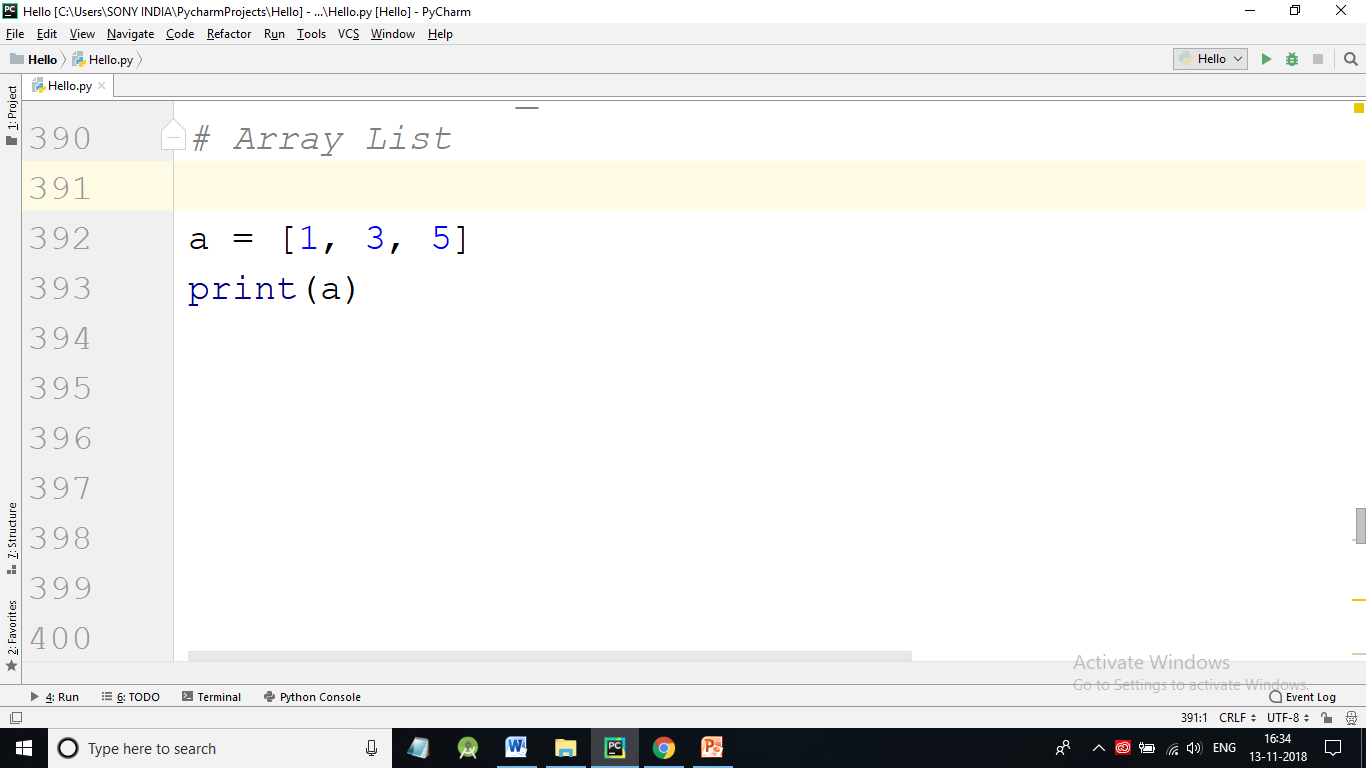 PC Hello [C:\Users\SONY INDIA\PycharmProjects\Hello] - ...\Hello.py [Hello] - PyCharm
File Edit View Navigate Code Refactor Run Tools VCS Window Help
Hello Hello.py Hello
Hello.py
1: Project
390 # Array List
391
392 a = [1, 3, 5]
393 print(a)
394
395
396
397
398
399
400
7: Structure
2: Favorites
Activate Windows
Go to Settings to activate Windows.
4: Run 6: TODO Terminal Python Console Event Log
391:1 CRLF UTF-8
Type here to search
W PC P ENG 16:34
13-11-2018